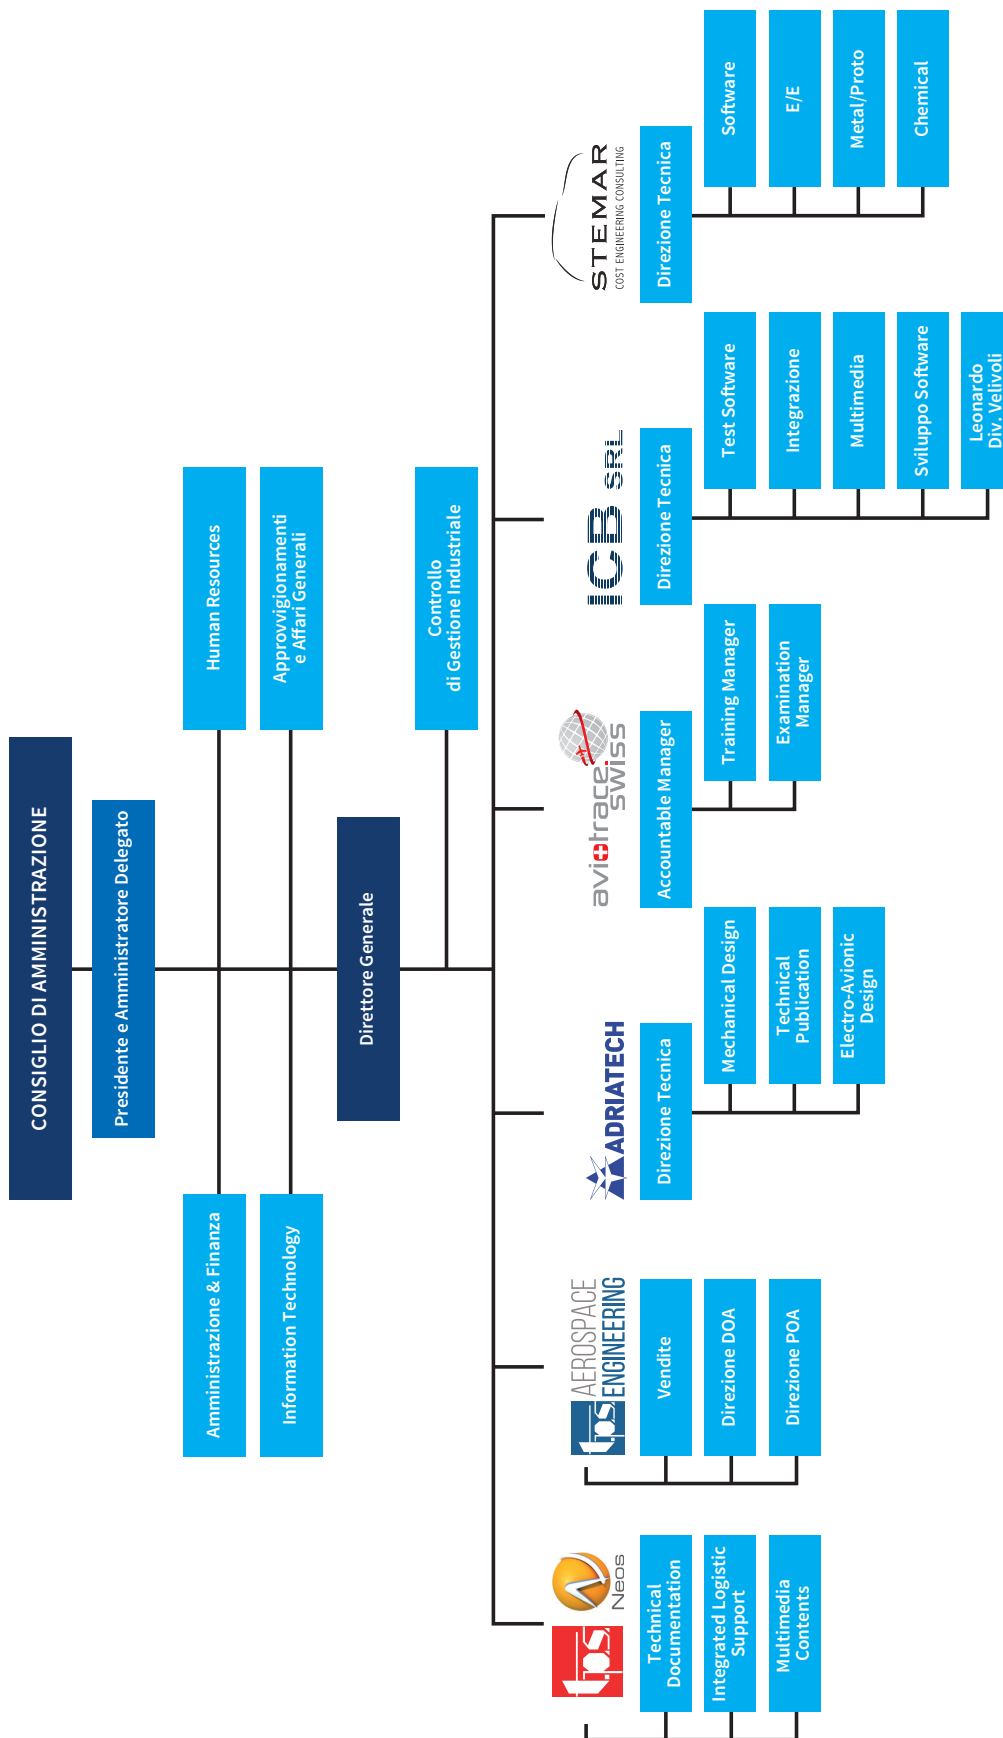 CONSIGLIO DI AMMINISTRAZIONE
Presidente e Amministratore Delegato
Amministrazione & Finanza
Human Resources
Information Technology
Approvvigionamenti
e Affari Generali
Direttore Generale
Controllo
di Gestione Industriale
t.ps
Neos
Technical
Documentation
Integrated Logistic
Support
Multimedia
Contents
t.ps
AEROSPACE
ENGINEERING
Vendite
Direzione DOA
Direzione POA
ADRIATECH
Direzione Tecnica
Mechanical Design
Technical
Publication
Electro-Avionic
Design
aviotrace
swiss
Accountable Manager
Training Manager
Examination
Manager
ICB SRL
Direzione Tecnica
Test Software
Integrazione
Multimedia
Sviluppo Software
Leonardo
Div. Velivoli
STEMAR
COST ENGINEERING CONSULTING
Direzione Tecnica
Software
E/E
Metal/Proto
Chemical